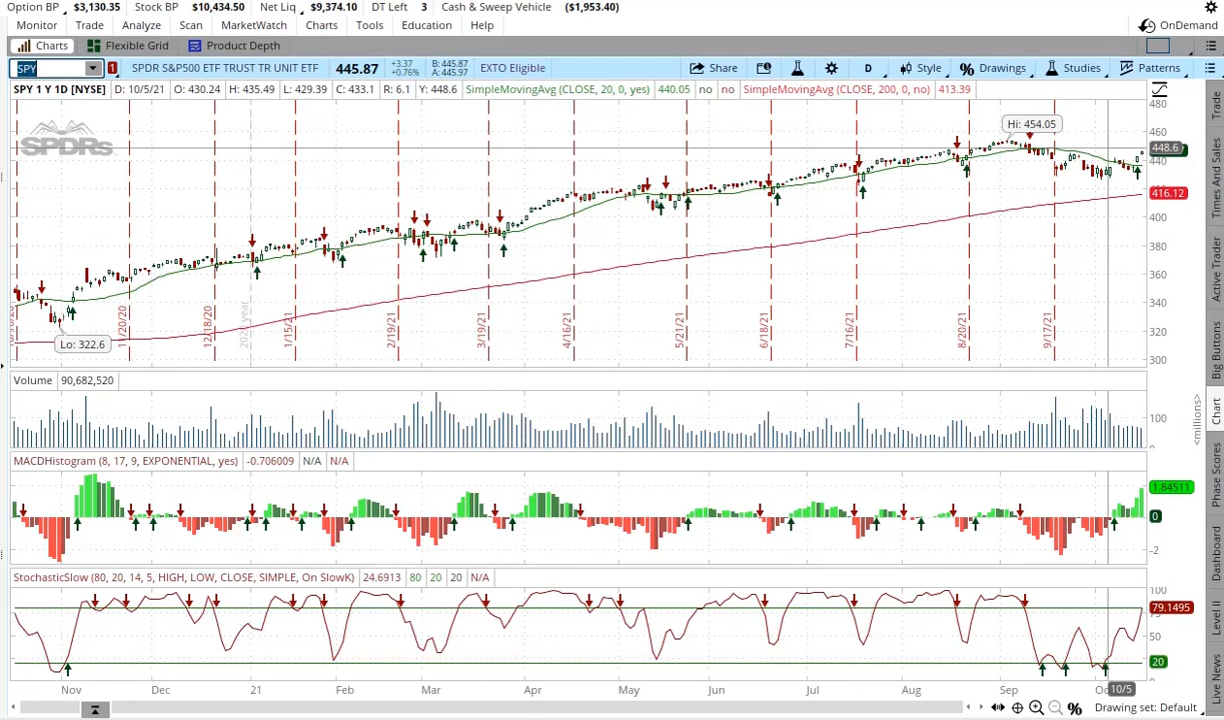 Option BP $3,130.35 Stock BP $10,434.50 Net Liq $9,374.10 DT Left 3 Cash & Sweep Vehicle ($1,953.40)
Monitor Trade Analyze Scan MarketWatch Charts Tools Education Help OnDemand
Charts Flexible Grid Product Depth
SPY 1 SPDR S&P500 ETF TRUST TR UNIT ETF 445.87 +3.37 +0.76% B: 445.87 A: 445.97 EXTO Eligible Share D Style Drawings Studies Patterns
SPY 1 Y 1D [NYSE] D: 10/5/21 O: 430.24 H: 435.49 L: 429.39 C: 433.1 R: 6.1 Y: 448.6 SimpleMovingAvg (CLOSE, 20, 0, yes) 440.05 no no SimpleMovingAvg (CLOSE, 200, 0, no) 413.39
480
Hi: 454.05
460
SPDRs
448.6
440
416.12
400
380
360
340
320
300
Lo: 322.6
11/20/20 12/18/20 1/15/21 2/19/21 3/19/21 4/16/21 5/21/21 6/18/21 7/16/21 8/20/21 9/17/21
Volume 90,682,520
100
<millions>
MACDHistogram (8, 17, 9, EXPONENTIAL, yes) -0.706009 N/A N/A
1.84511
0
-2
StochasticSlow (80, 20, 14, 5, HIGH, LOW, CLOSE, SIMPLE, On SlowK) 24.6913 80 20 20 N/A
100
79.1495
50
20
Nov Dec 21 Feb Mar Apr May Jun Jul Aug Sep 10/5
Drawing set: Default
Trade
Times And Sales
Active Trader
Big Buttons
Chart
Phase Scores
Dashboard
Level II
Live News